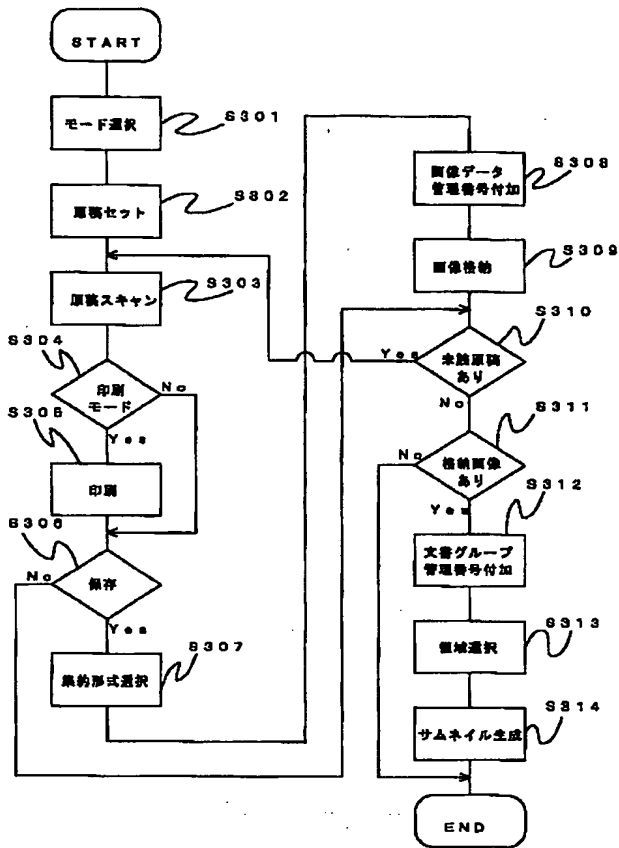 START
モード選択
S301
原稿セット
S302
原稿スキャン
S303
S304
印刷
モード
No
Yes
S305
印刷
S306
保存
No
Yes
集約形式選択
S307
画像データ
管理番号付加
S308
画像格納
S309
S310
未読原稿
あり
Yes
No
S311
格納画像
あり
No
Yes
S312
文書グループ
管理番号付加
領域選択
S313
サムネイル生成
S314
END